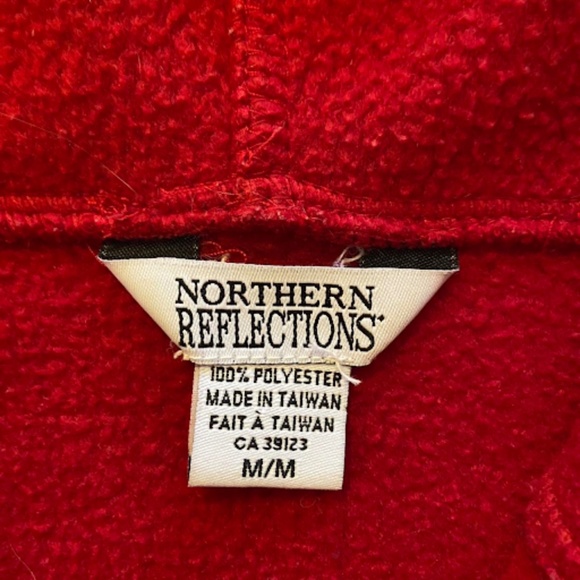 NORTHERN
REFLECTIONS
100% POLYESTER
MADE IN TAIWAN
FAIT À TAIWAN
CA 39123
M/M